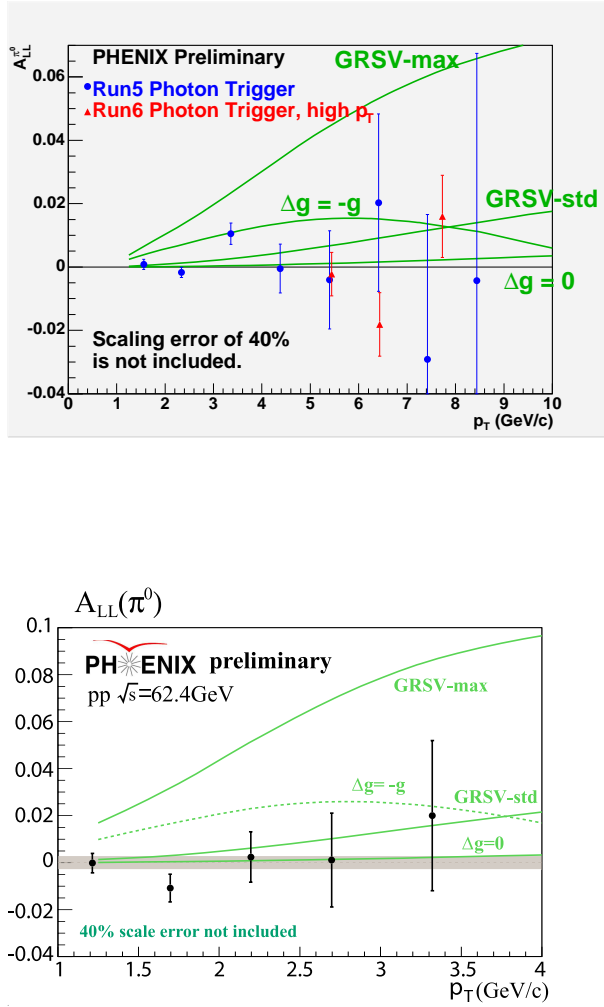 A_LL^π⁰
PHENIX Preliminary
GRSV-max
Run5 Photon Trigger
Run6 Photon Trigger, high p_T
Δg = -g
GRSV-std
Δg = 0
Scaling error of 40%
is not included.
0.06
0.04
0.02
0
-0.02
-0.04
0 1 2 3 4 5 6 7 8 9 10
p_T (GeV/c)
A_LL(π⁰)
PHENIX preliminary
pp √s=62.4GeV
GRSV-max
Δg= -g
GRSV-std
Δg=0
40% scale error not included
0.1
0.08
0.06
0.04
0.02
0
-0.02
-0.04
1 1.5 2 2.5 3 3.5 4
p_T(GeV/c)